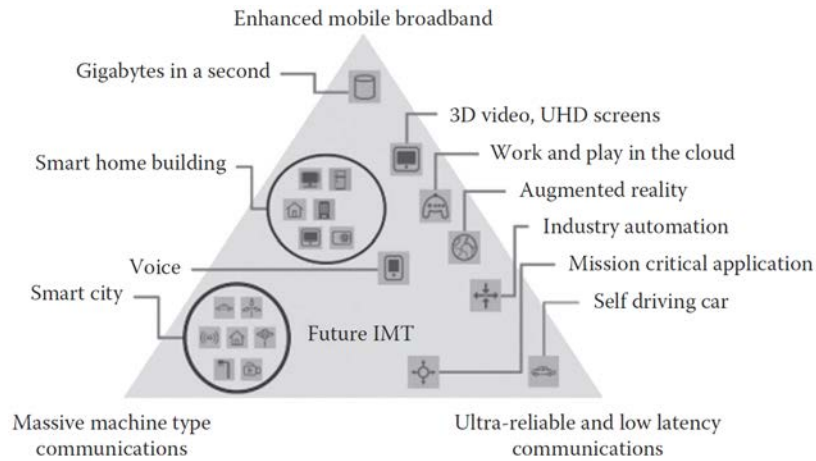 Enhanced mobile broadband
Gigabytes in a second
3D video, UHD screens
Smart home building
Work and play in the cloud
Augmented reality
Industry automation
Voice
Mission critical application
Smart city
Self driving car
Future IMT
Massive machine type
communications
Ultra-reliable and low latency
communications